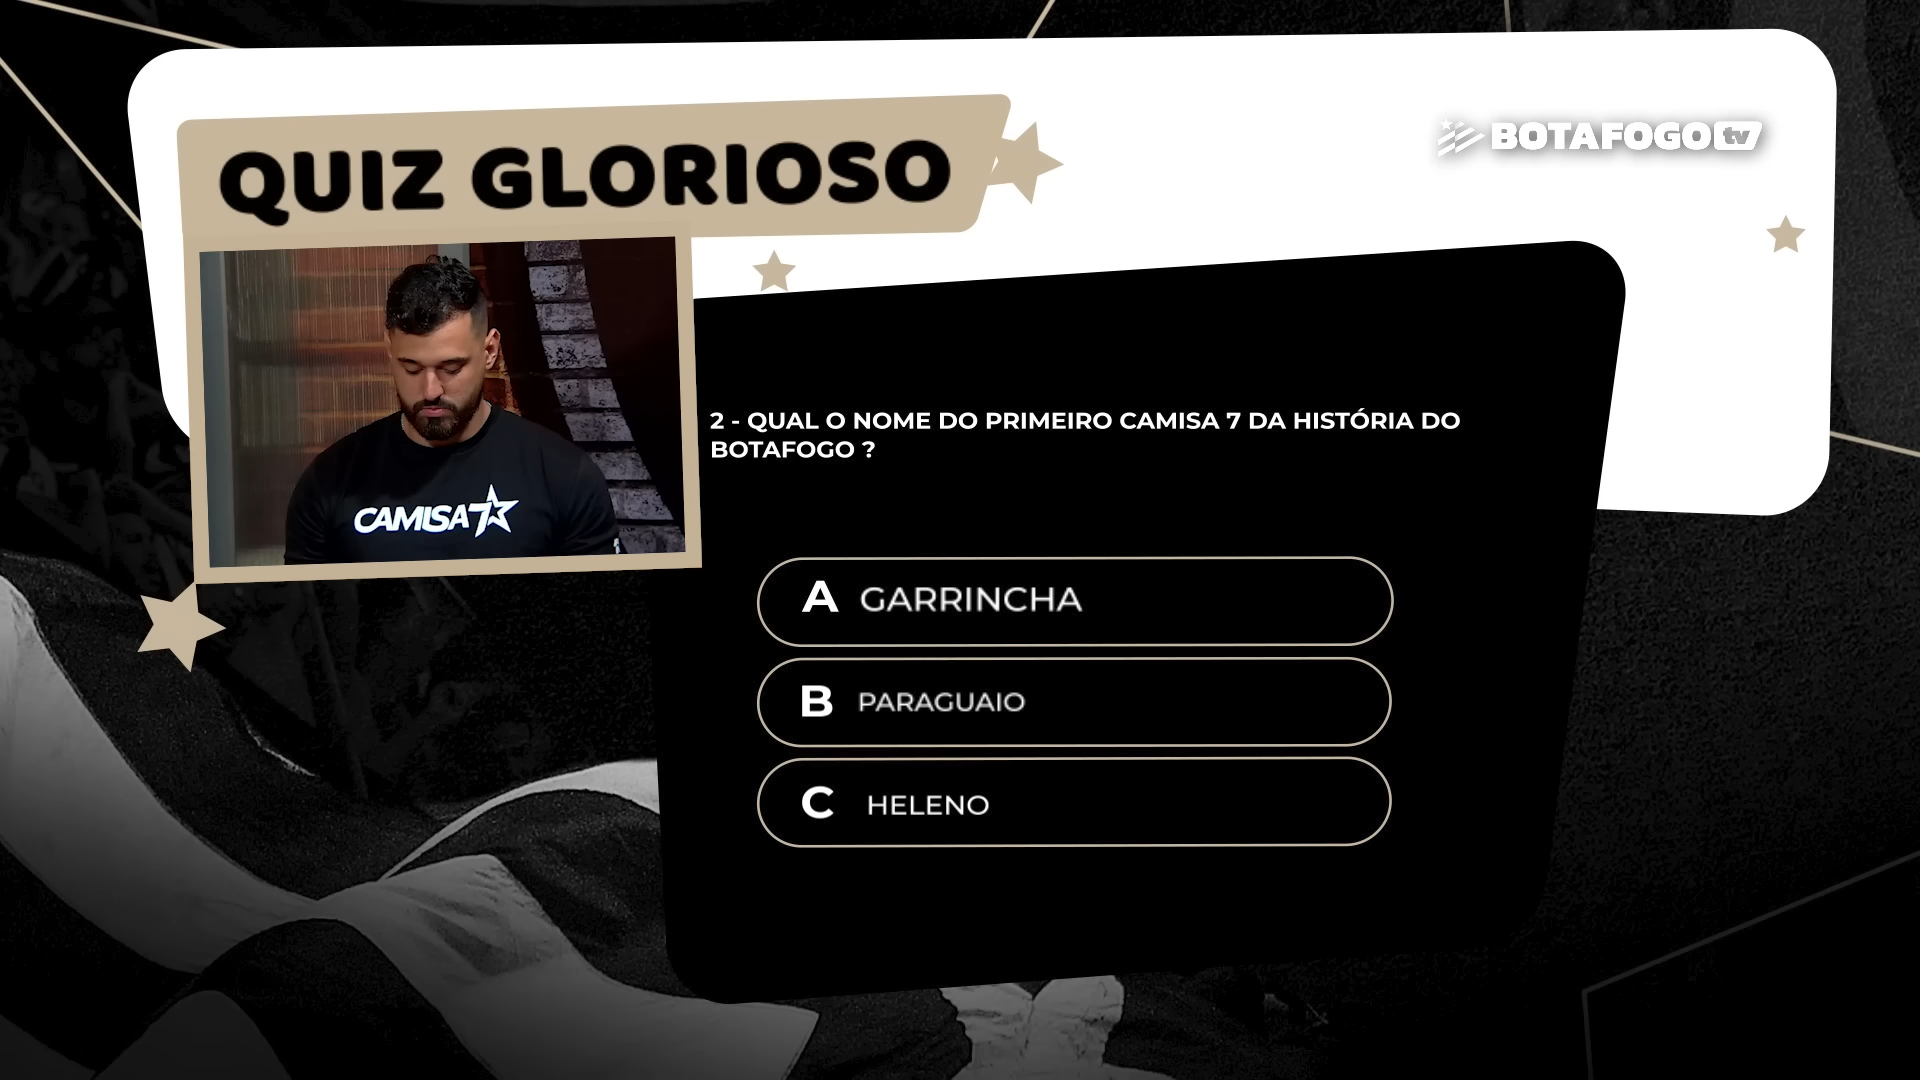 QUIZ GLORIOSO
BOTAFOGO tv
CAMISA 7
2 - QUAL O NOME DO PRIMEIRO CAMISA 7 DA HISTÓRIA DO
BOTAFOGO ?
A GARRINCHA
B PARAGUAIO
C HELENO